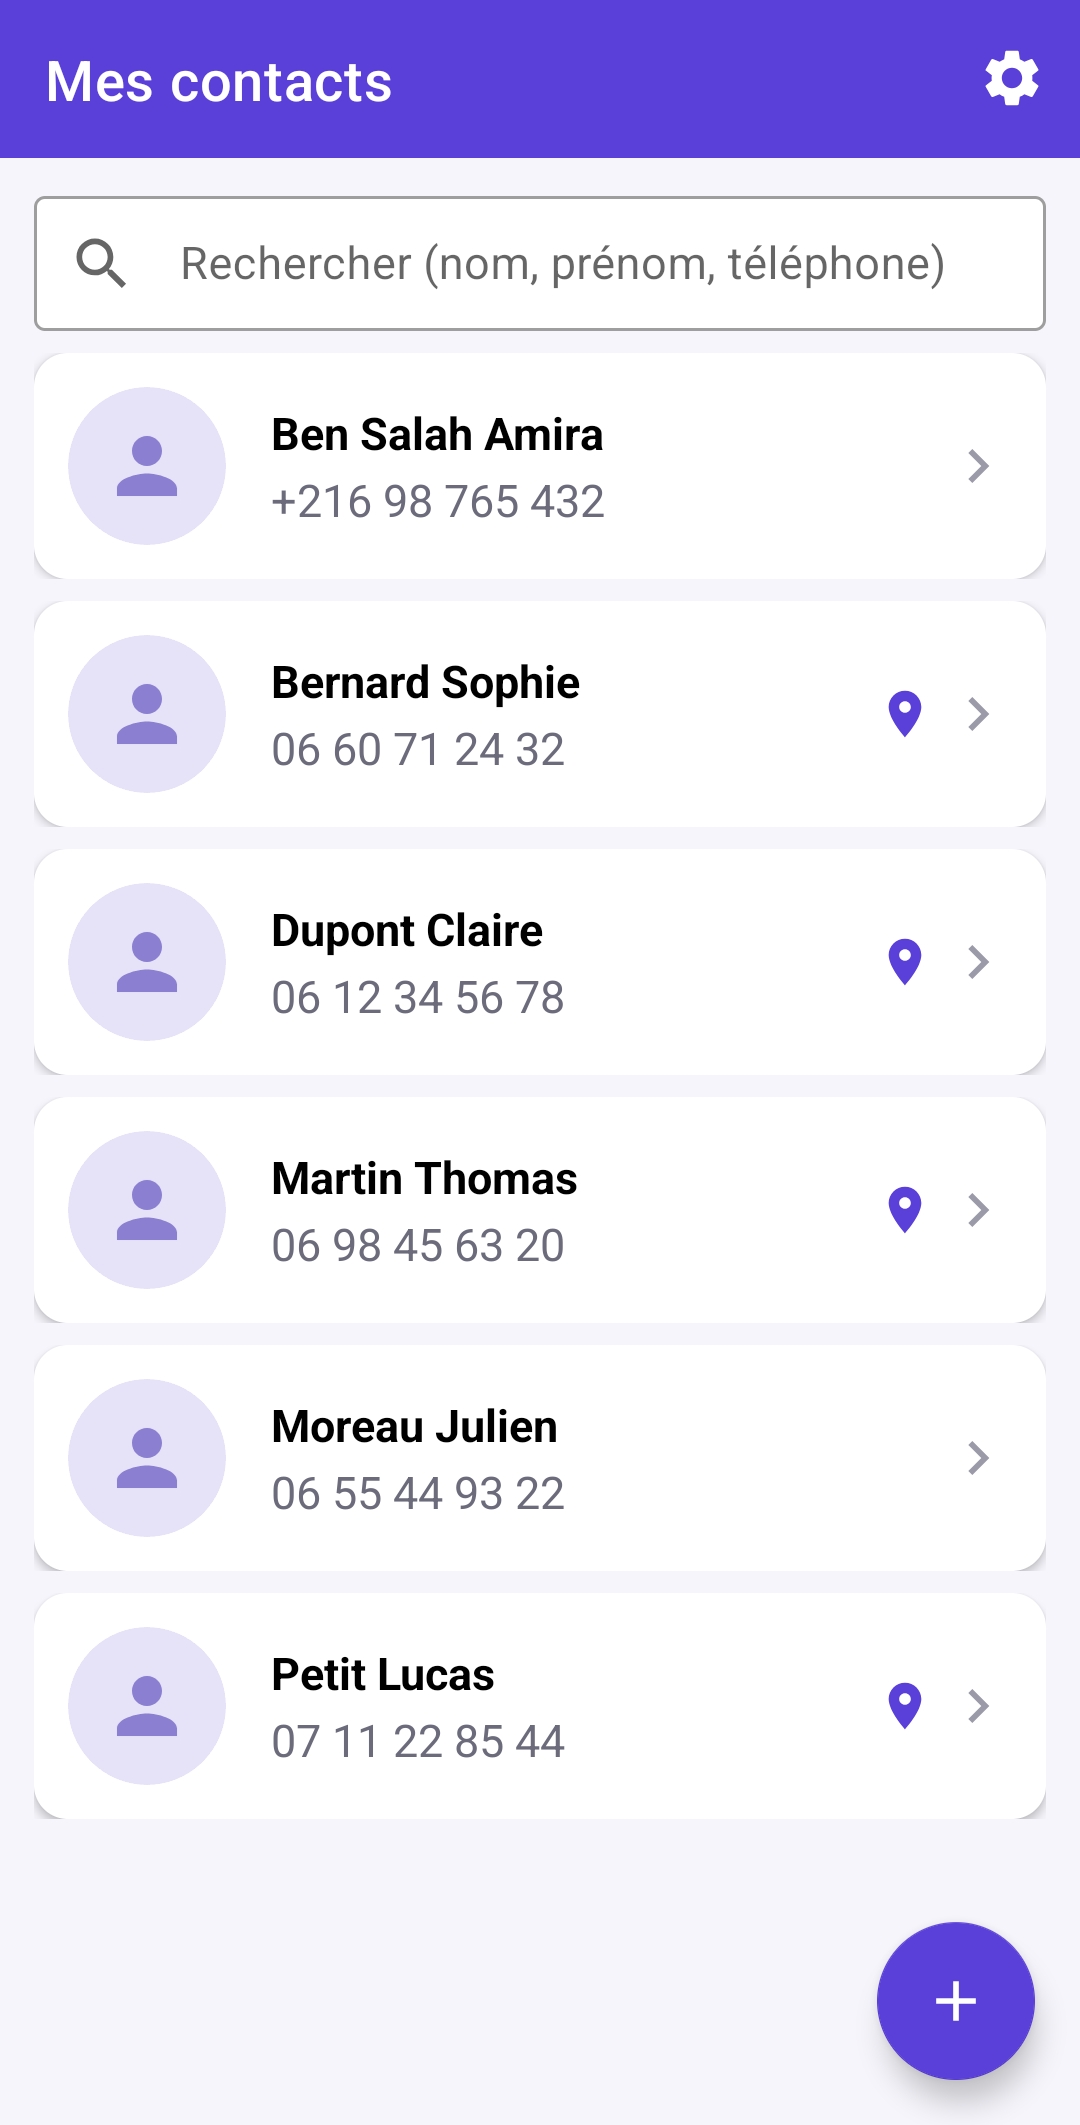 Mes contacts
Rechercher (nom, prénom, téléphone)
Ben Salah Amira
+216 98 765 432
Bernard Sophie
06 60 71 24 32
Dupont Claire
06 12 34 56 78
Martin Thomas
06 98 45 63 20
Moreau Julien
06 55 44 93 22
Petit Lucas
07 11 22 85 44